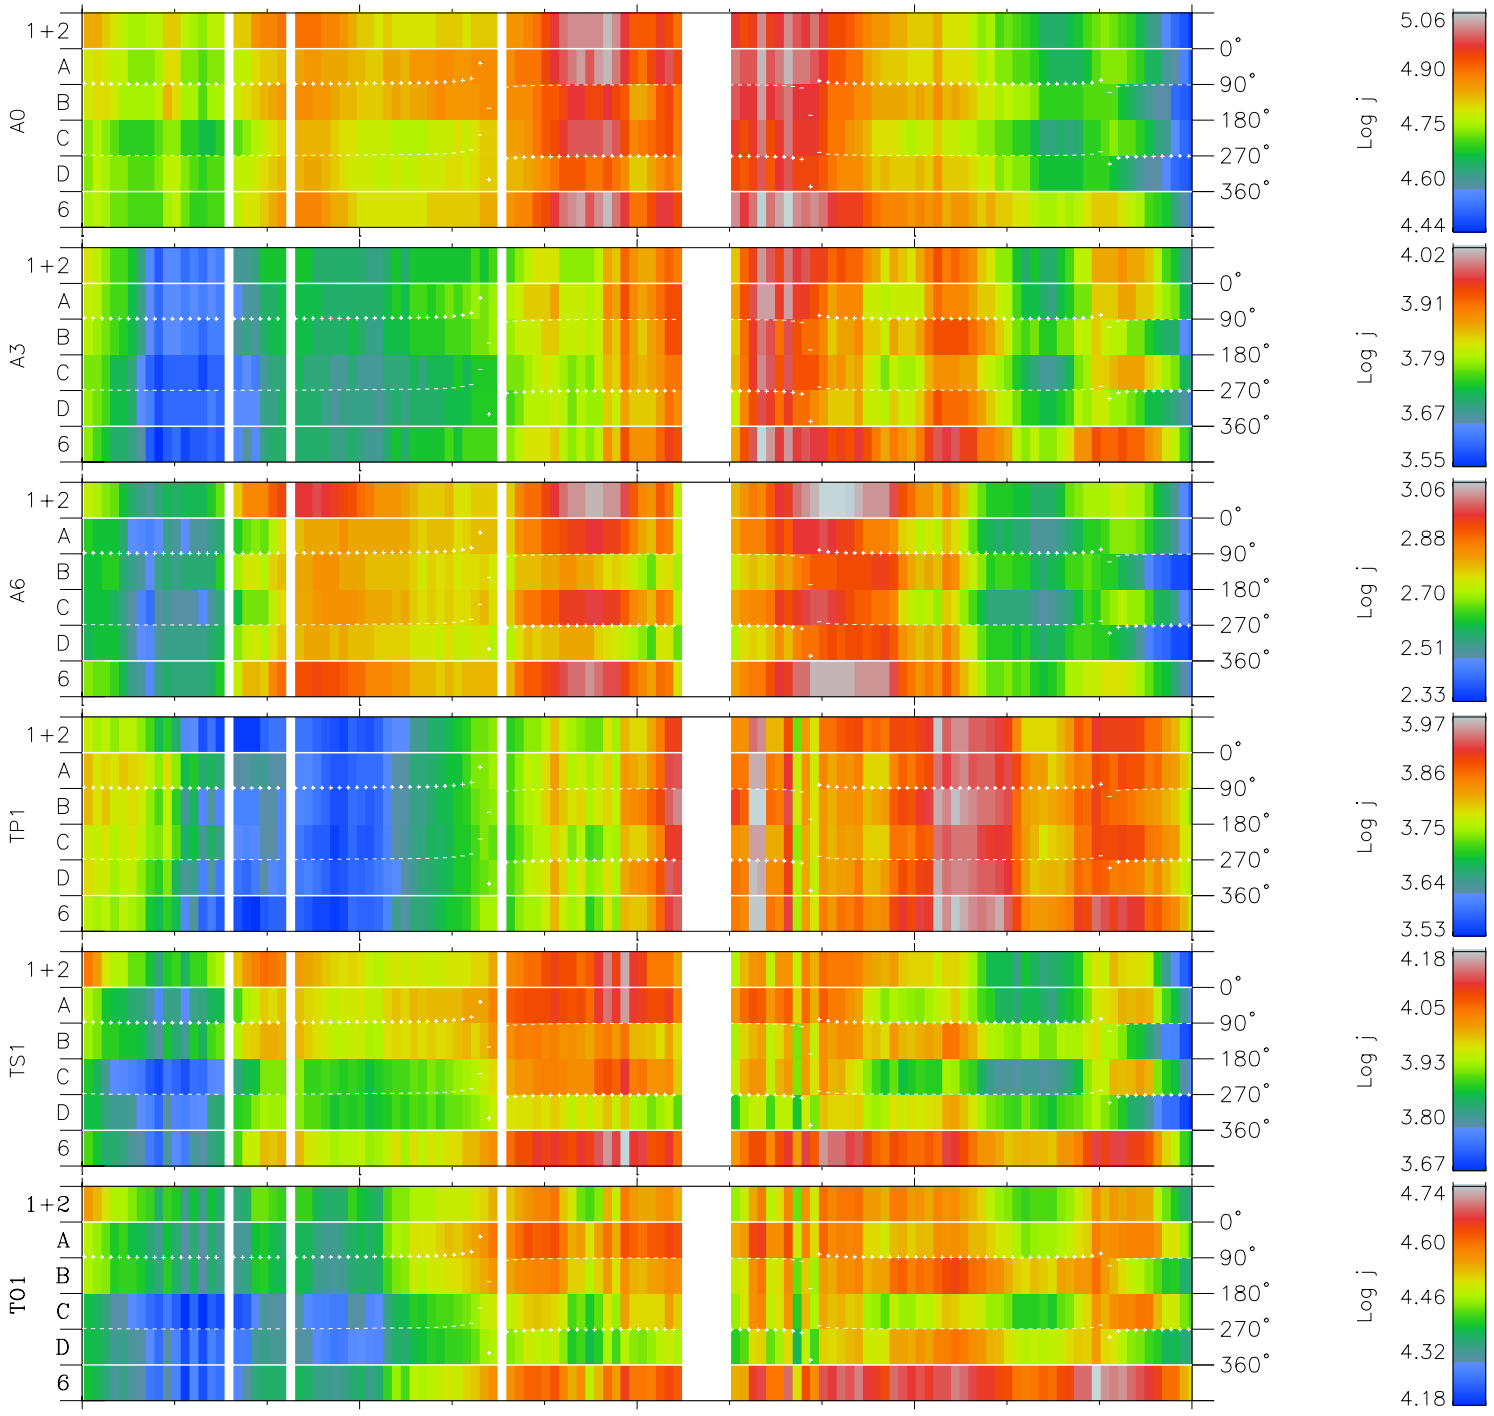 1+2
A
B
C
D
6
A0
0°
90°
180°
270°
360°
5.06
4.90
4.75
4.60
4.44
Log j
1+2
A
B
C
D
6
A3
0°
90°
180°
270°
360°
4.02
3.91
3.79
3.67
3.55
Log j
1+2
A
B
C
D
6
A6
0°
90°
180°
270°
360°
3.06
2.88
2.70
2.51
2.33
Log j
1+2
A
B
C
D
6
TP1
0°
90°
180°
270°
360°
3.97
3.86
3.75
3.64
3.53
Log j
1+2
A
B
C
D
6
TS1
0°
90°
180°
270°
360°
4.18
4.05
3.93
3.80
3.67
Log j
1+2
A
B
C
D
6
TO1
0°
90°
180°
270°
360°
4.74
4.60
4.46
4.32
4.18
Log j